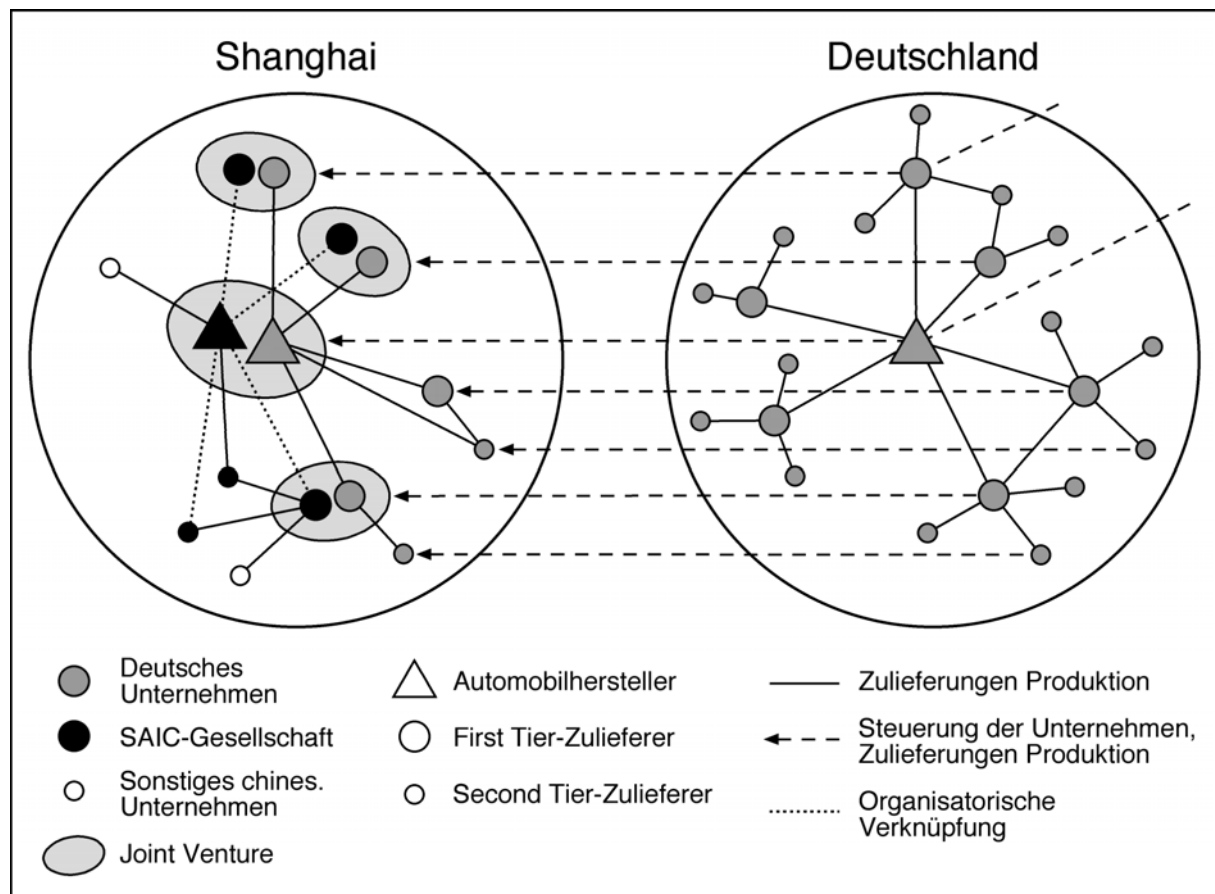 Shanghai
Deutschland
Deutsches
Unternehmen
Automobilhersteller
Zulieferungen Produktion
SAIC-Gesellschaft
First Tier-Zulieferer
Steuerung der Unternehmen,
Zulieferungen Produktion
Sonstiges chines.
Unternehmen
Second Tier-Zulieferer
Organisatorische
Verknüpfung
Joint Venture